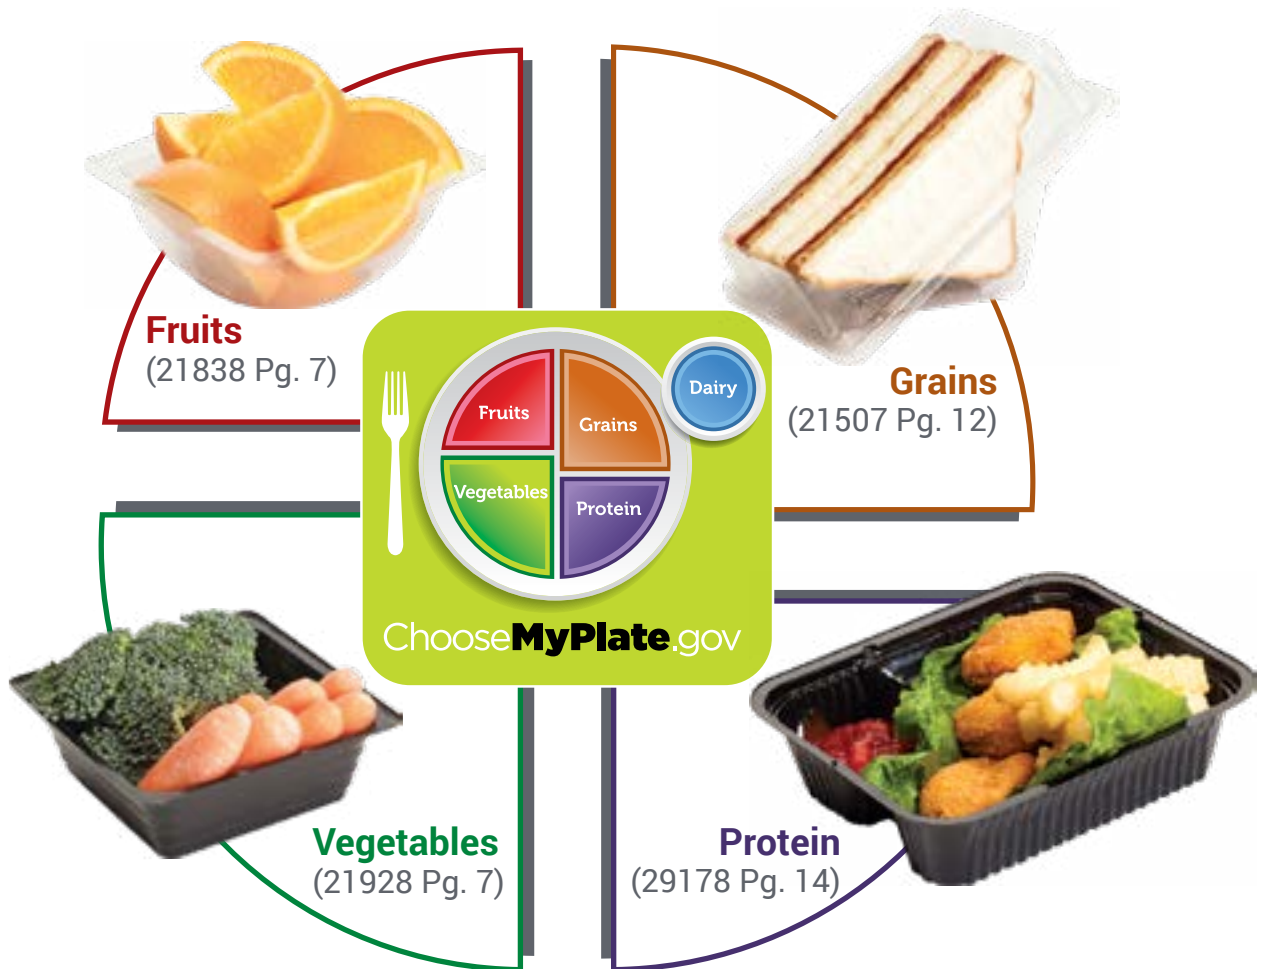 Fruits
(21838 Pg. 7)
Grains
(21507 Pg. 12)
Fruits
Grains
Dairy
Vegetables
Protein
ChooseMyPlate.gov
Vegetables
(21928 Pg. 7)
Protein
(29178 Pg. 14)